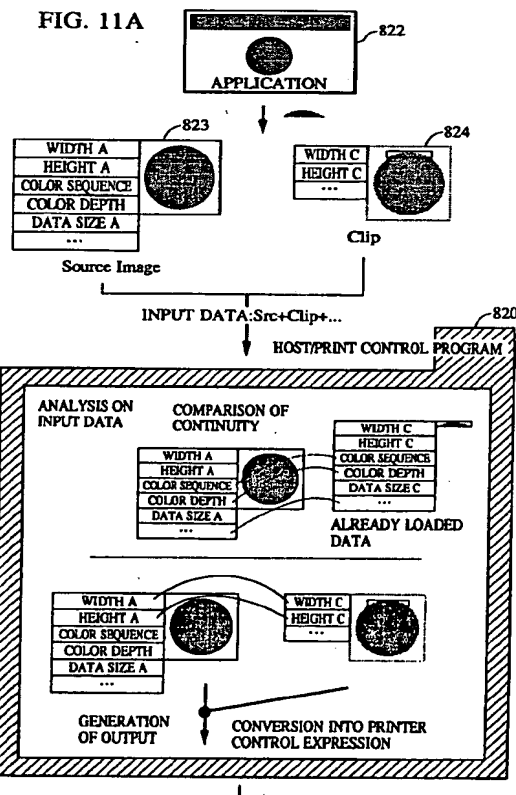 FIG. 11A
822
APPLICATION
823
824
WIDTH A
HEIGHT A
COLOR SEQUENCE
COLOR DEPTH
DATA SIZE A
...
Source Image
WIDTH C
HEIGHT C
...
Clip
INPUT DATA:Src+Clip+...
820
HOST/PRINT CONTROL PROGRAM
ANALYSIS ON
INPUT DATA
COMPARISON OF
CONTINUITY
WIDTH A
HEIGHT A
COLOR SEQUENCE
COLOR DEPTH
DATA SIZE A
...
WIDTH C
HEIGHT C
COLOR SEQUENCE
COLOR DEPTH
DATA SIZE C
...
ALREADY LOADED
DATA
WIDTH A
HEIGHT A
COLOR SEQUENCE
COLOR DEPTH
DATA SIZE A
...
WIDTH C
HEIGHT C
...
GENERATION
OF OUTPUT
CONVERSION INTO PRINTER
CONTROL EXPRESSION